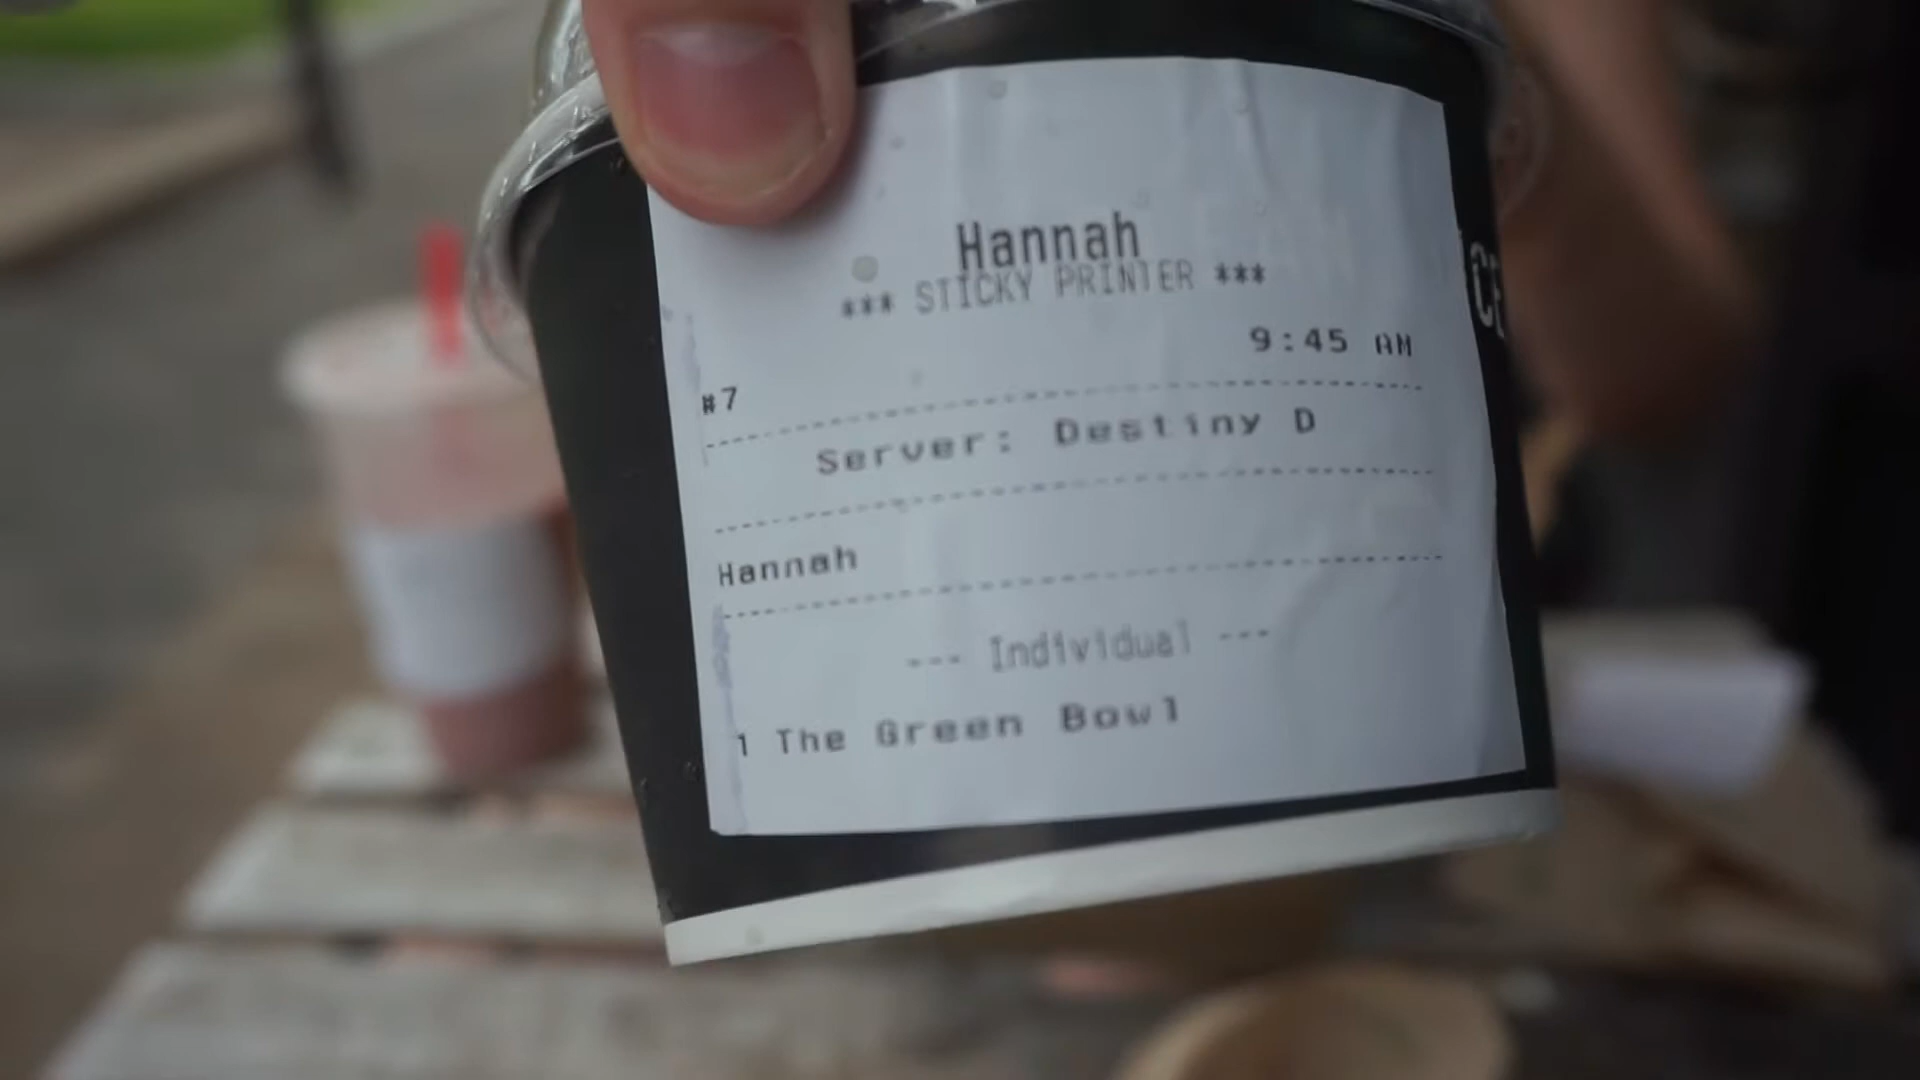 Hannah
*** STICKY PRINTER ***
9:45 AM
#7
Server: Destiny D
Hannah
--- Individual ---
1 The Green Bowl